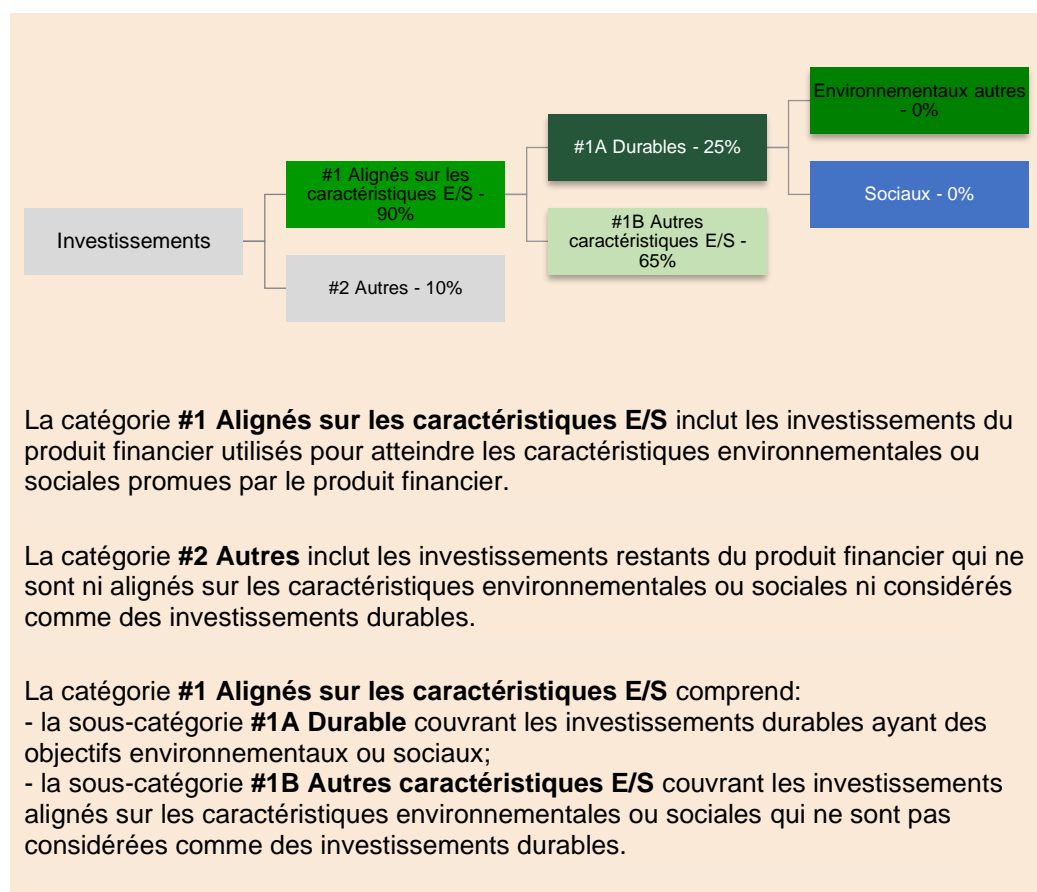 Environnementaux autres
- 0%
#1A Durables - 25%
#1 Alignés sur les
caractéristiques E/S -
90%
Sociaux - 0%
Investissements
#1B Autres
caractéristiques E/S -
65%
#2 Autres - 10%
La catégorie #1 Alignés sur les caractéristiques E/S inclut les investissements du
produit financier utilisés pour atteindre les caractéristiques environnementales ou
sociales promues par le produit financier.
La catégorie #2 Autres inclut les investissements restants du produit financier qui ne
sont ni alignés sur les caractéristiques environnementales ou sociales ni considérés
comme des investissements durables.
La catégorie #1 Alignés sur les caractéristiques E/S comprend:
- la sous-catégorie #1A Durable couvrant les investissements durables ayant des
objectifs environnementaux ou sociaux;
- la sous-catégorie #1B Autres caractéristiques E/S couvrant les investissements
alignés sur les caractéristiques environnementales ou sociales qui ne sont pas
considérées comme des investissements durables.